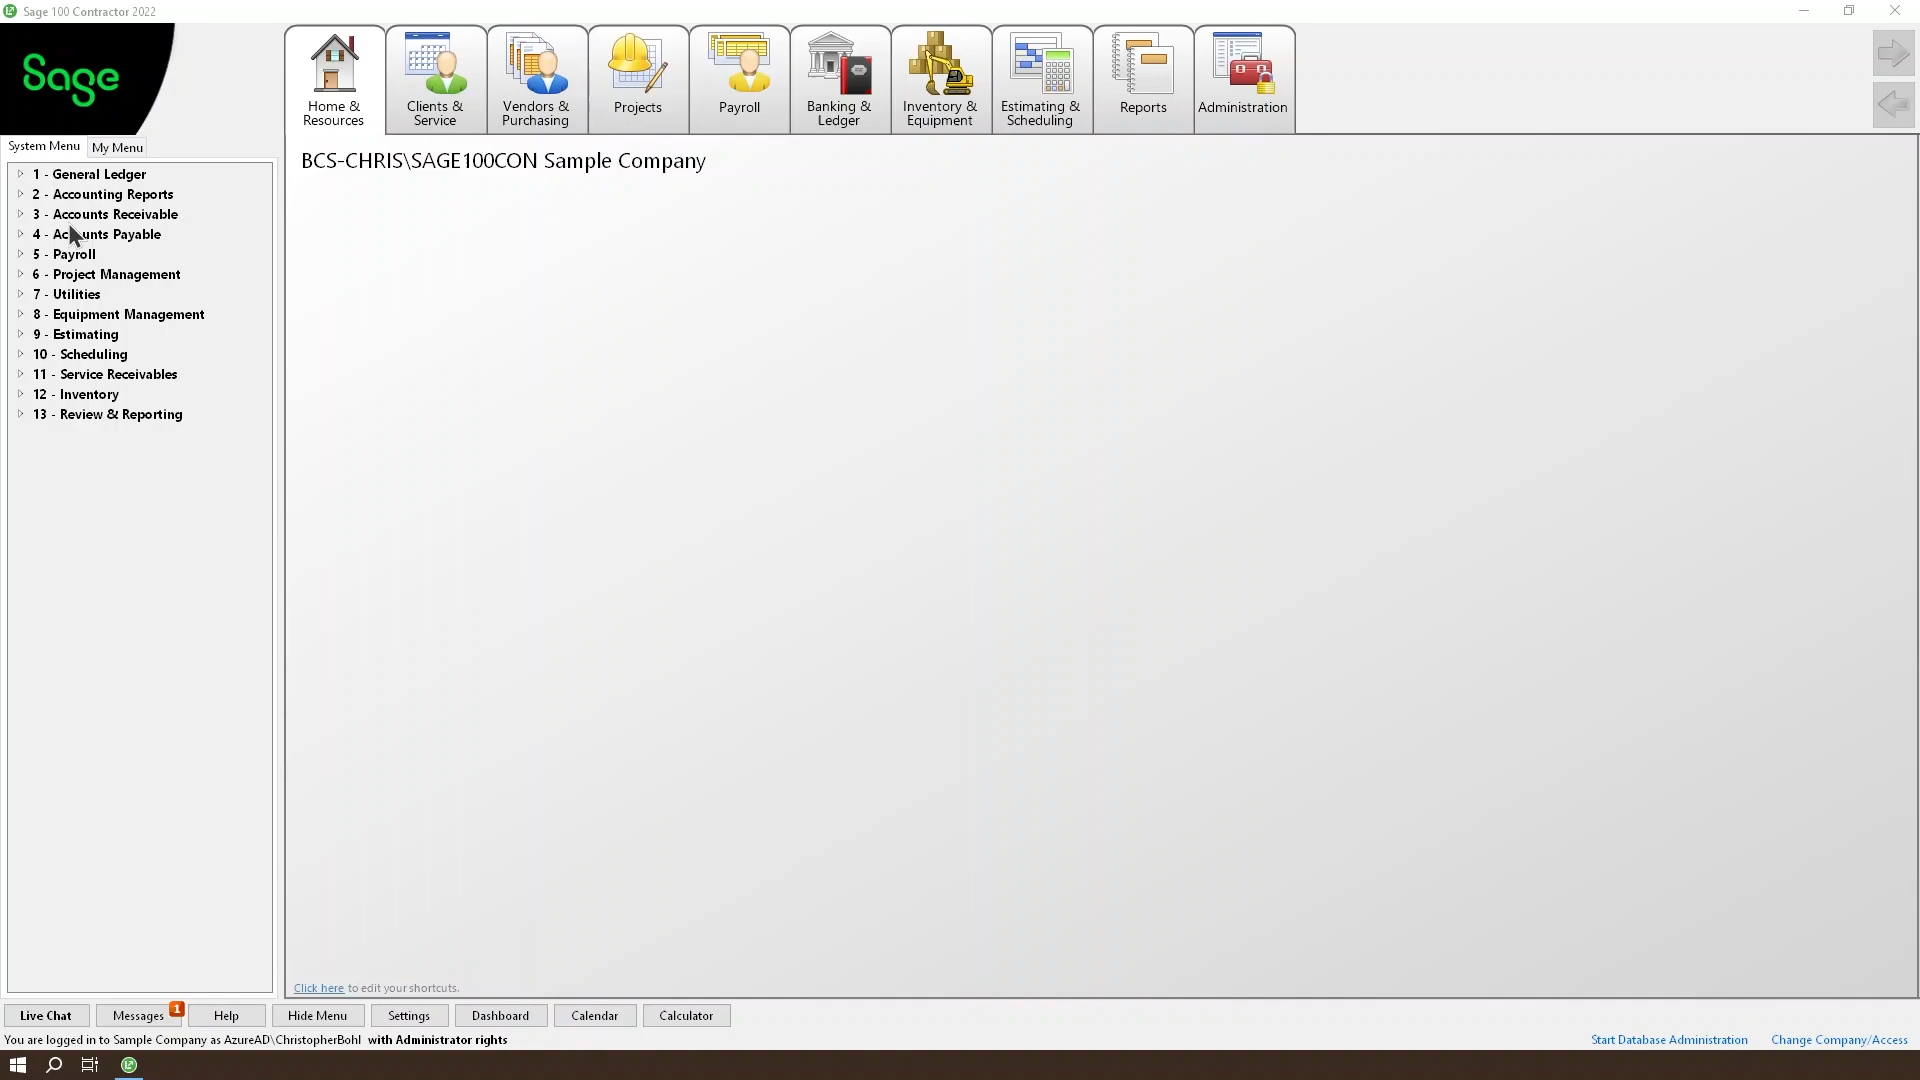 Sage 100 Contractor 2022
Sage
Home & Resources
Clients & Service
Vendors & Purchasing
Projects
Payroll
Banking & Ledger
Inventory & Equipment
Estimating & Scheduling
Reports
Administration
System Menu
My Menu
1 - General Ledger
2 - Accounting Reports
3 - Accounts Receivable
4 - Accounts Payable
5 - Payroll
6 - Project Management
7 - Utilities
8 - Equipment Management
9 - Estimating
10 - Scheduling
11 - Service Receivables
12 - Inventory
13 - Review & Reporting
BCS-CHRIS\SAGE100CON Sample Company
Click here to edit your shortcuts.
Live Chat
Messages
1
Help
Hide Menu
Settings
Dashboard
Calendar
Calculator
You are logged in to Sample Company as AzureAD\ChristopherBohl with Administrator rights
Start Database Administration
Change Company/Access